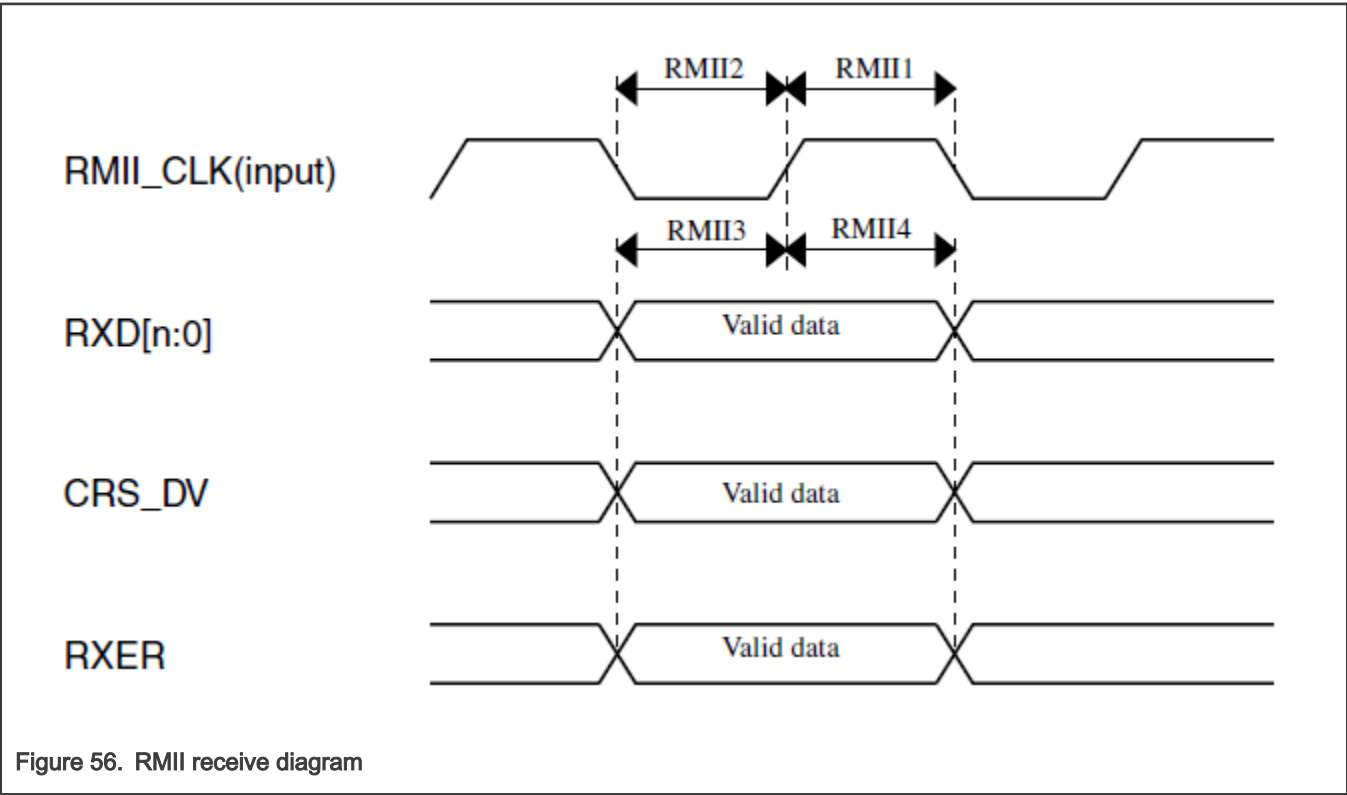 RMII2 RMII1
RMII_CLK(input)
RMII3 RMII4
RXD[n:0] Valid data
CRS_DV Valid data
RXER Valid data
Figure 56. RMII receive diagram